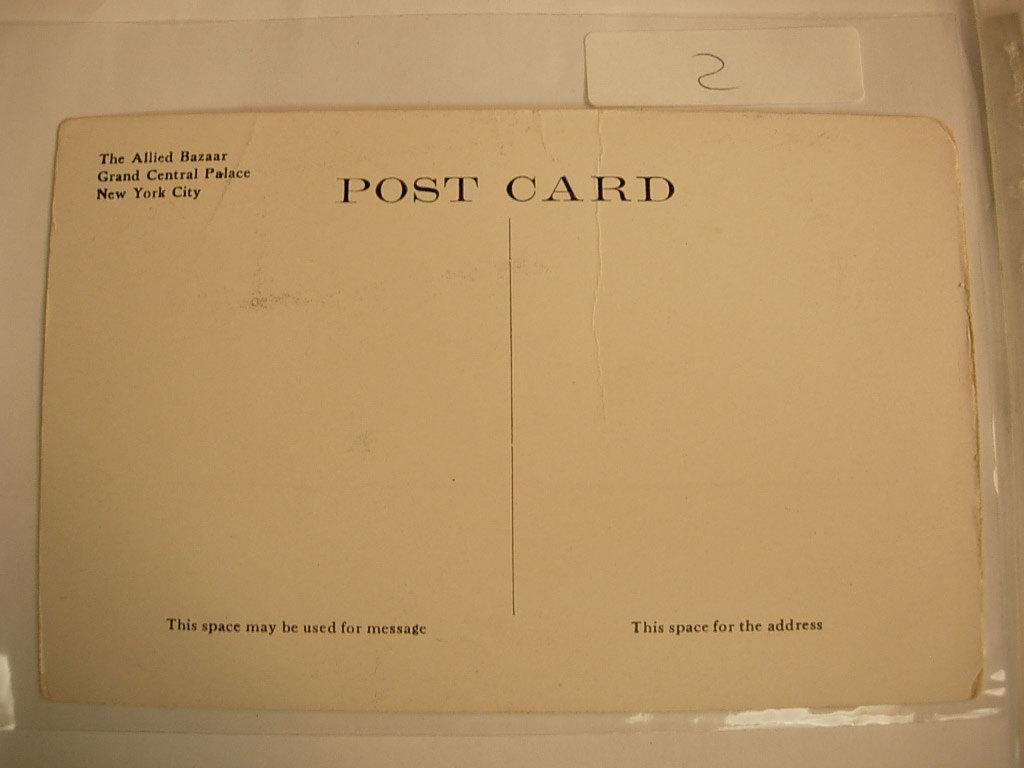 2
The Allied Bazaar
Grand Central Palace
New York City
POST CARD
This space may be used for message
This space for the address